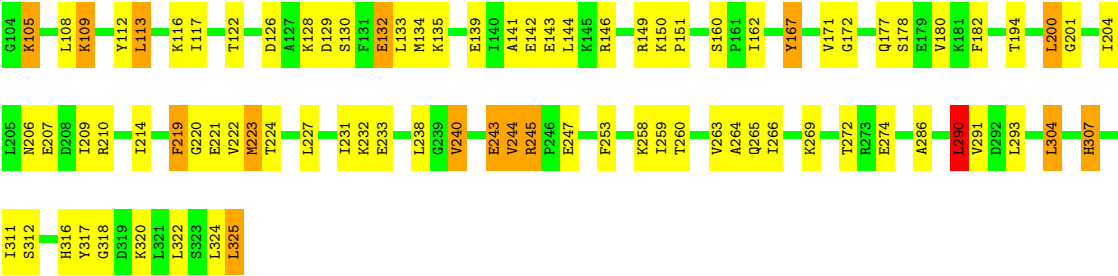 G104 K105 L108 K109 Y112 L113 K116 I117 T122 D126 A127 K128 D129 S130 F131 E132 L133 M134 K135 E139 I140 A141 E142 E143 L144 K145 R146 R149 K150 P151 S160 P161 I162 Y167 V171 G172 Q177 S178 E179 V180 K181 F182 T194 L200 G201 I204
L205 N206 E207 D208 I209 R210 I214 F219 G220 E221 V222 M223 T224 L227 I231 K232 E233 L238 G239 V240 E243 V244 R245 P246 E247 F253 K258 I259 T260 V263 A264 Q265 I266 K269 T272 R273 E274 A286 L290 V291 D292 L293 L304 H307
I311 S312 H316 Y317 G318 D319 K320 L321 L322 S323 L324 L325